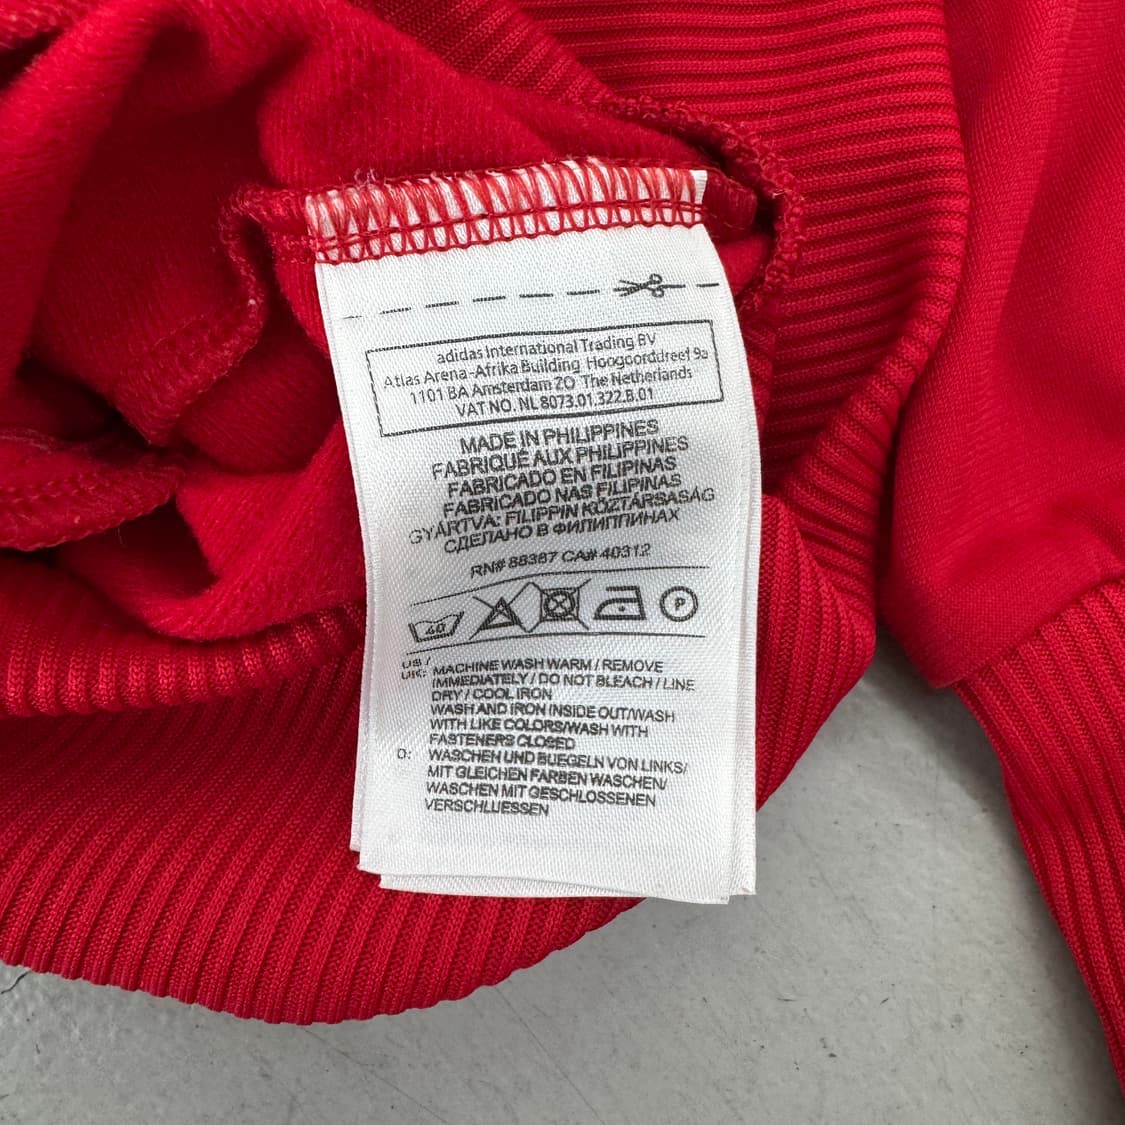 adidas International Trading BV
Atlas Arena-Afrika Building Hoogoorddreef 9a
1101 BA Amsterdam ZO The Netherlands
VAT NO. NL 8073.01.322.B.01
MADE IN PHILIPPINES
FABRIQUÉ AUX PHILIPPINES
FABRICADO EN FILIPINAS
FABRICADO NAS FILIPINAS
GYÁRTVA: FILIPPIN KÖZTÁRSASÁG
СДЕЛАНО В ФИЛИППИНАХ
RN# 88387 CA# 40312
40 P
US /
UK: MACHINE WASH WARM / REMOVE
IMMEDIATELY / DO NOT BLEACH / LINE
DRY / COOL IRON
WASH AND IRON INSIDE OUT/WASH
WITH LIKE COLORS/WASH WITH
FASTENERS CLOSED
D: WASCHEN UND BUEGELN VON LINKS/
MIT GLEICHEN FARBEN WASCHEN/
WASCHEN MIT GESCHLOSSENEN
VERSCHLUESSEN